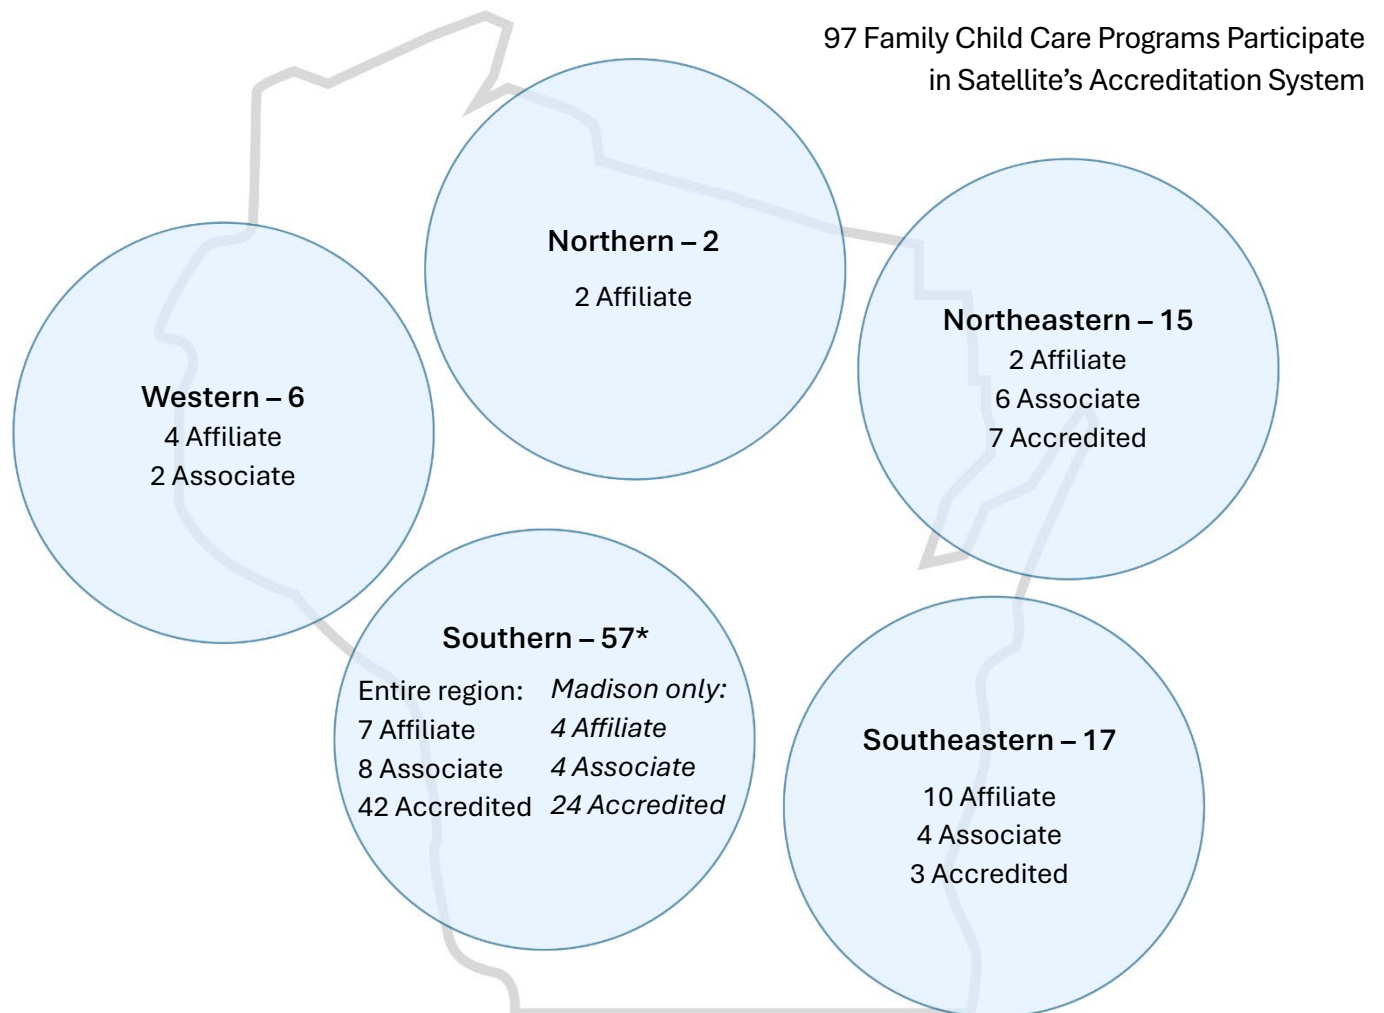 97 Family Child Care Programs Participate
in Satellite's Accreditation System
Northern – 2
2 Affiliate
Northeastern – 15
2 Affiliate
6 Associate
7 Accredited
Western – 6
4 Affiliate
2 Associate
Southern – 57*
Entire region:
7 Affiliate
8 Associate
42 Accredited
Madison only:
4 Affiliate
4 Associate
24 Accredited
Southeastern – 17
10 Affiliate
4 Associate
3 Accredited